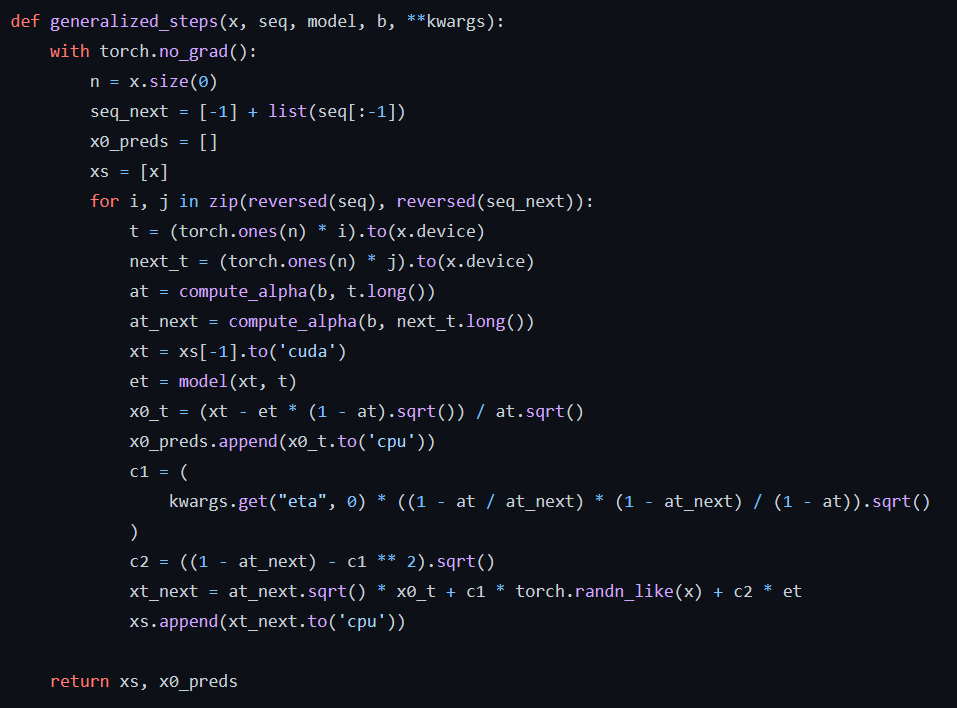 def generalized_steps(x, seq, model, b, **kwargs):
    with torch.no_grad():
        n = x.size(0)
        seq_next = [-1] + list(seq[:-1])
        x0_preds = []
        xs = [x]
        for i, j in zip(reversed(seq), reversed(seq_next)):
            t = (torch.ones(n) * i).to(x.device)
            next_t = (torch.ones(n) * j).to(x.device)
            at = compute_alpha(b, t.long())
            at_next = compute_alpha(b, next_t.long())
            xt = xs[-1].to('cuda')
            et = model(xt, t)
            x0_t = (xt - et * (1 - at).sqrt()) / at.sqrt()
            x0_preds.append(x0_t.to('cpu'))
            c1 = (
                kwargs.get("eta", 0) * ((1 - at / at_next) * (1 - at_next) / (1 - at)).sqrt()
            )
            c2 = ((1 - at_next) - c1 ** 2).sqrt()
            xt_next = at_next.sqrt() * x0_t + c1 * torch.randn_like(x) + c2 * et
            xs.append(xt_next.to('cpu'))

    return xs, x0_preds